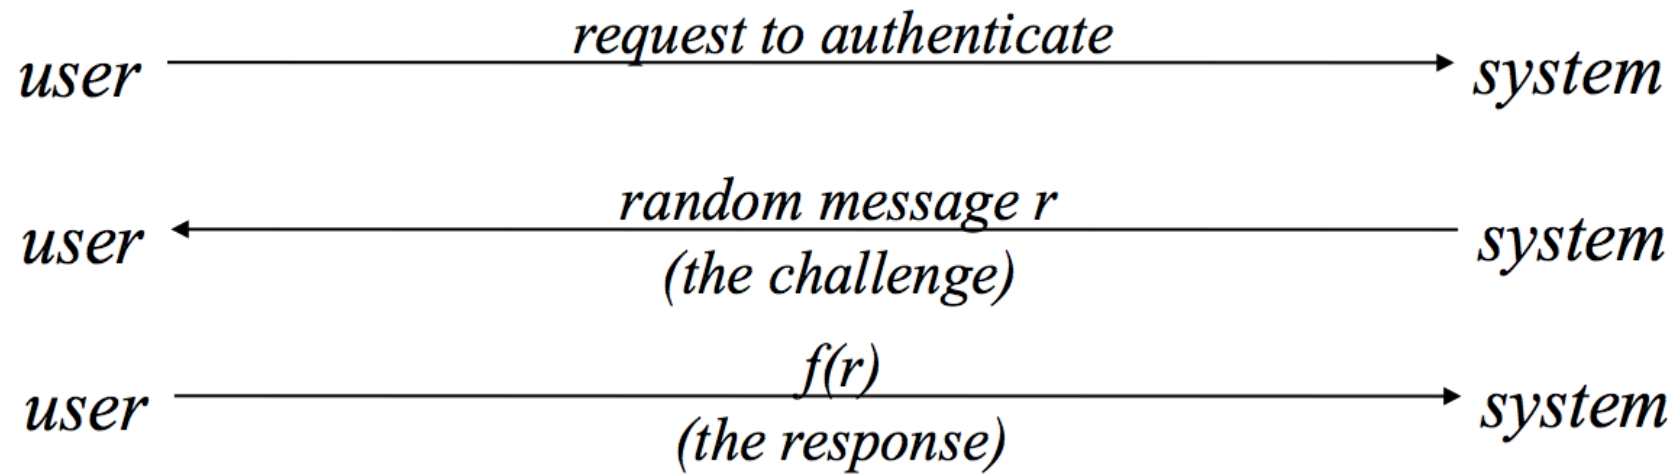 request to authenticate
user system
random message r
user system
(the challenge)
f(r)
user system
(the response)